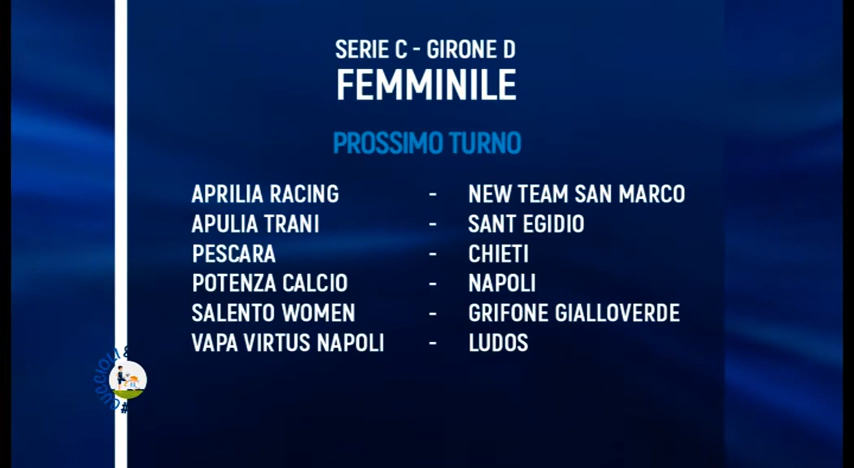 SERIE C - GIRONE D
FEMMINILE
PROSSIMO TURNO
APRILIA RACING - NEW TEAM SAN MARCO
APULIA TRANI - SANT EGIDIO
PESCARA - CHIETI
POTENZA CALCIO - NAPOLI
SALENTO WOMEN - GRIFONE GIALLOVERDE
VAPA VIRTUS NAPOLI - LUDOS
CUCCIOLI &